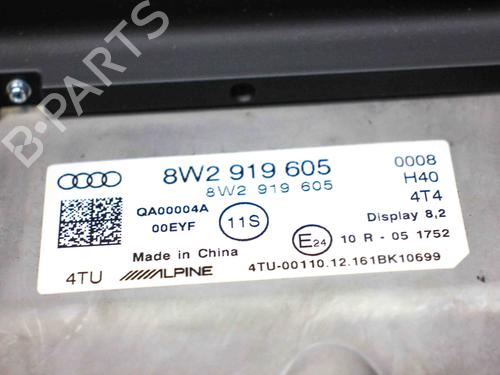 B-PARTS
8W2 919 605
8W2 919 605
0008
H40
4T4
QA00004A
00EYF
11S
Display 8,2
E24
10 R - 05 1752
Made in China
4TU
ALPINE
4TU-00110.12.161BK10699